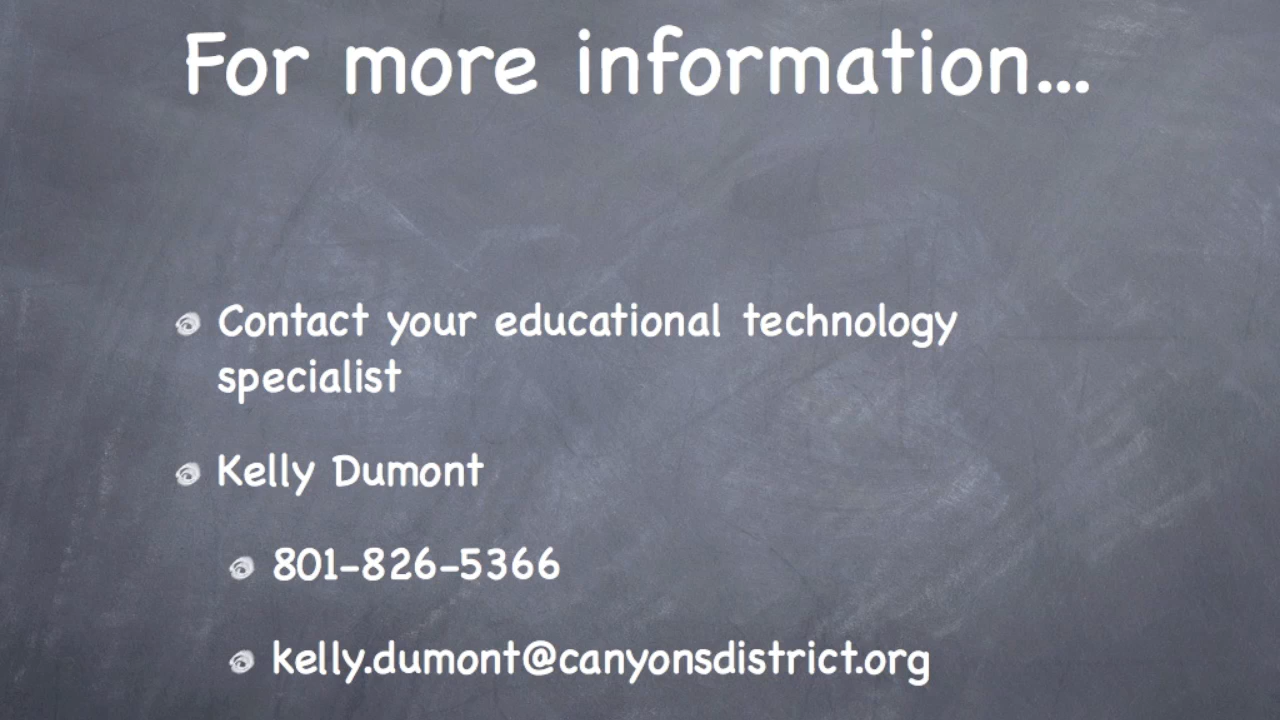 For more information...
Contact your educational technology
specialist
Kelly Dumont
801-826-5366
kelly.dumont@canyonsdistrict.org